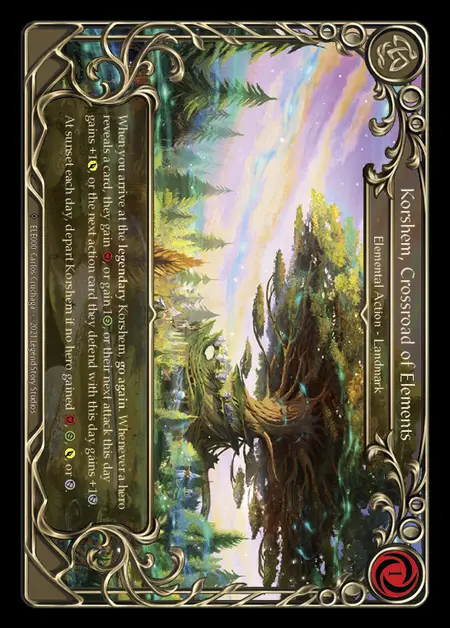 Korshem, Crossroad of Elements
Elemental Action - Landmark
1
When you arrive at the legendary Korshem, go again. Whenever a hero
reveals a card, they gain or gain 1 or their next attack this day
gains +1 or the next action card they defend with this day gains +1.
At sunset each day, depart Korshem if no hero gained or
ELE000 Carlos Cruchaga 2021 Legend Story Studios